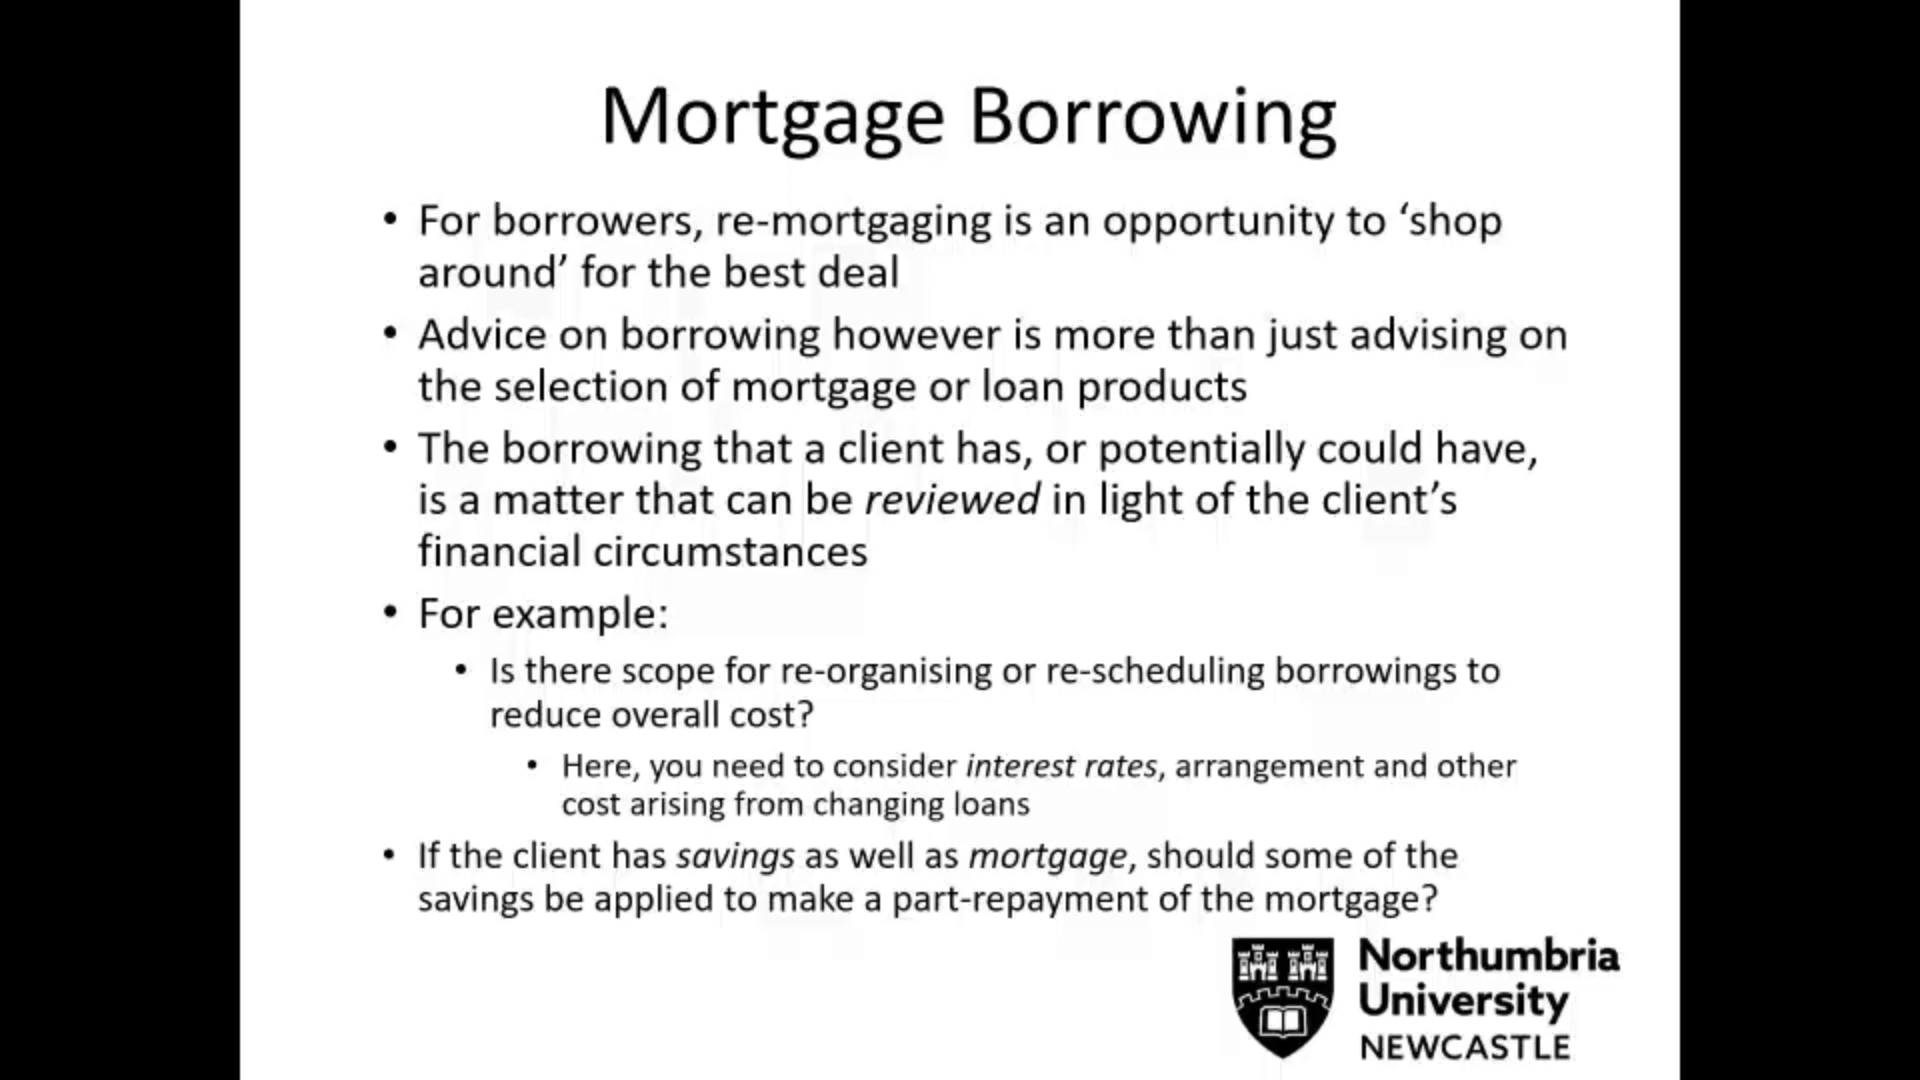 Mortgage Borrowing
• For borrowers, re-mortgaging is an opportunity to ‘shop
around’ for the best deal
• Advice on borrowing however is more than just advising on
the selection of mortgage or loan products
• The borrowing that a client has, or potentially could have,
is a matter that can be reviewed in light of the client’s
financial circumstances
• For example:
• Is there scope for re-organising or re-scheduling borrowings to
reduce overall cost?
• Here, you need to consider interest rates, arrangement and other
cost arising from changing loans
• If the client has savings as well as mortgage, should some of the
savings be applied to make a part-repayment of the mortgage?
Northumbria
University
NEWCASTLE